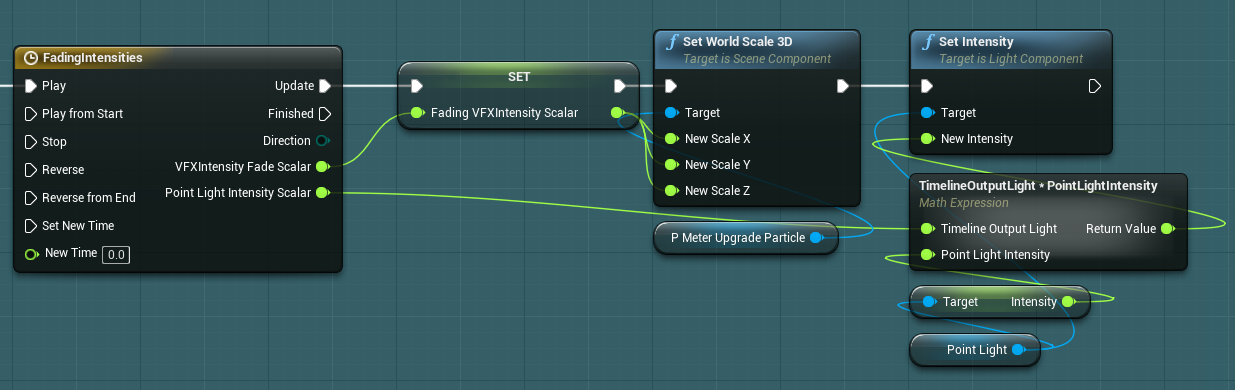 FadingIntensities
Play
Update
Play from Start
Finished
Stop
Direction
Reverse
VFXIntensity Fade Scalar
Reverse from End
Point Light Intensity Scalar
Set New Time
New Time 0.0
SET
Fading VFXIntensity Scalar
f Set World Scale 3D
Target is Scene Component
Target
New Scale X
New Scale Y
New Scale Z
P Meter Upgrade Particle
f Set Intensity
Target is Light Component
Target
New Intensity
TimelineOutputLight * PointLightIntensity
Math Expression
Timeline Output Light
Return Value
Point Light Intensity
Target
Intensity
Point Light